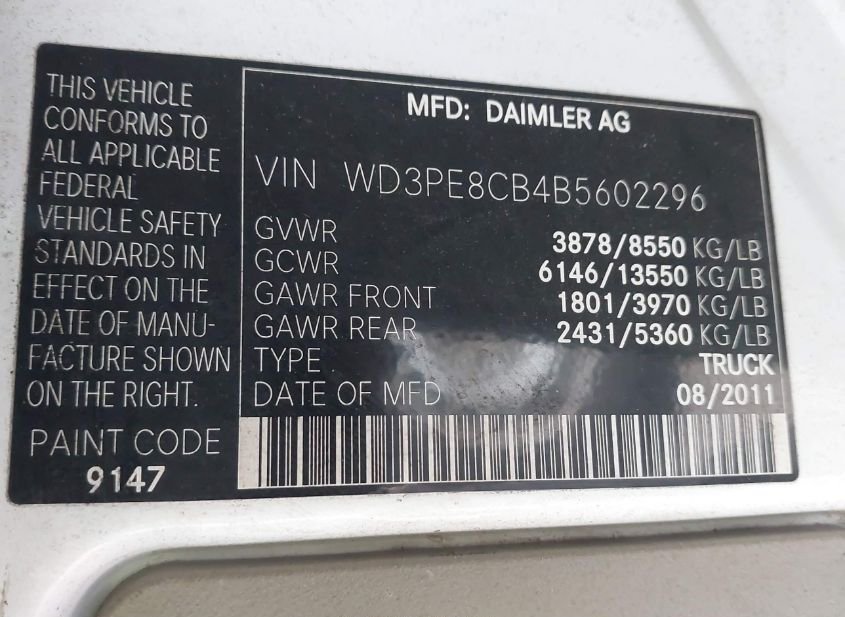 THIS VEHICLE
CONFORMS TO
ALL APPLICABLE
FEDERAL
VEHICLE SAFETY
STANDARDS IN
EFFECT ON THE
DATE OF MANU-
FACTURE SHOWN
ON THE RIGHT.
PAINT CODE
9147
MFD: DAIMLER AG
VIN WD3PE8CB4B5602296
GVWR 3878/8550 KG/LB
GCWR 6146/13550 KG/LB
GAWR FRONT 1801/3970 KG/LB
GAWR REAR 2431/5360 KG/LB
TYPE TRUCK
DATE OF MFD 08/2011